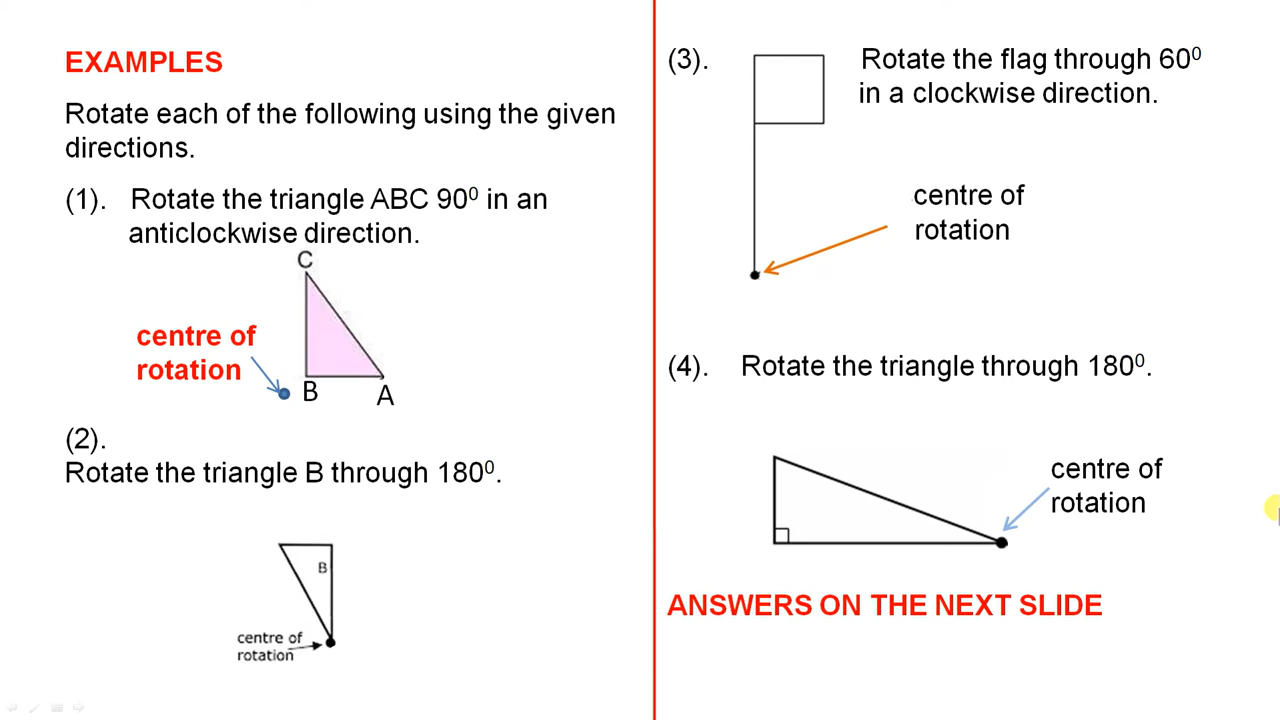 EXAMPLES
Rotate each of the following using the given
directions.
(1). Rotate the triangle ABC 90⁰ in an
anticlockwise direction.
C
centre of
rotation
B
A
(2).
Rotate the triangle B through 180⁰.
B
centre of
rotation
(3).
Rotate the flag through 60⁰
in a clockwise direction.
centre of
rotation
(4). Rotate the triangle through 180⁰.
centre of
rotation
ANSWERS ON THE NEXT SLIDE